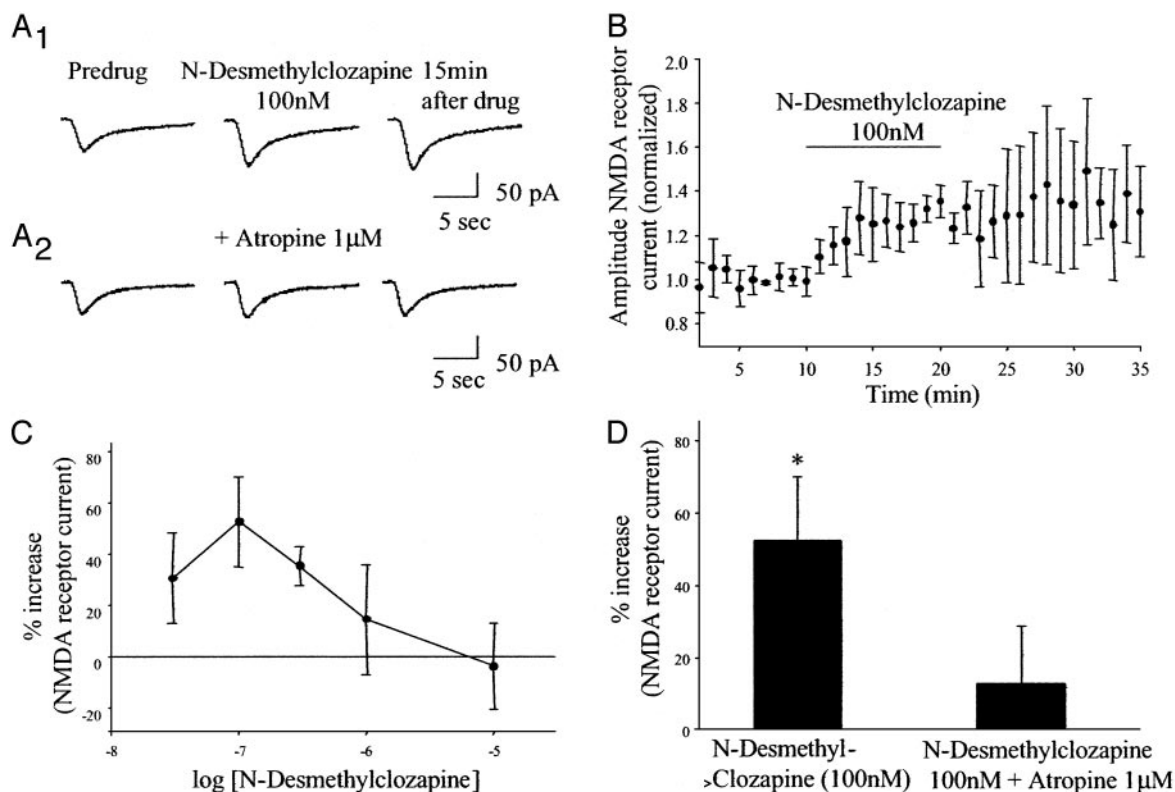 A1
Predrug
N-Desmethylclozapine
100nM
15min
after drug
50 pA
5 sec
A2
+ Atropine 1µM
50 pA
5 sec
B
Amplitude NMDA receptor
current (normalized)
2.0
1.8
1.6
1.4
1.2
1.0
0.8
N-Desmethylclozapine
100nM
5
10
15
20
25
30
35
Time (min)
C
% increase
(NMDA receptor current)
80
60
40
20
0
-20
-8
-7
-6
-5
log [N-Desmethylclozapine]
D
% increase
(NMDA receptor current)
80
60
40
20
0
*
N-Desmethyl-
>Clozapine (100nM)
N-Desmethylclozapine
100nM + Atropine 1µM